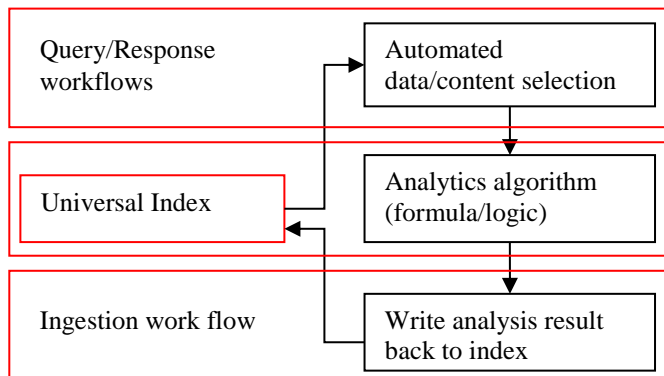 Query/Response
workflows
Automated
data/content selection
Universal Index
Analytics algorithm
(formula/logic)
Ingestion work flow
Write analysis result
back to index